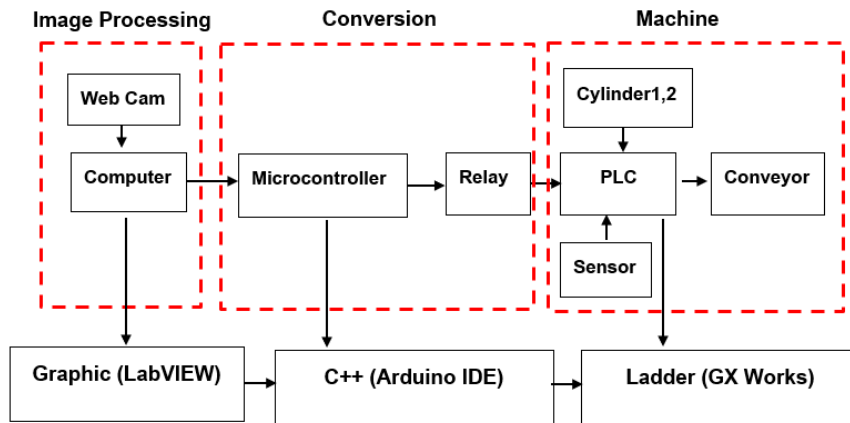 Image Processing
Conversion
Machine
Web Cam
Cylinder1,2
Computer
Microcontroller
Relay
PLC
Conveyor
Sensor
Graphic (LabVIEW)
C++ (Arduino IDE)
Ladder (GX Works)